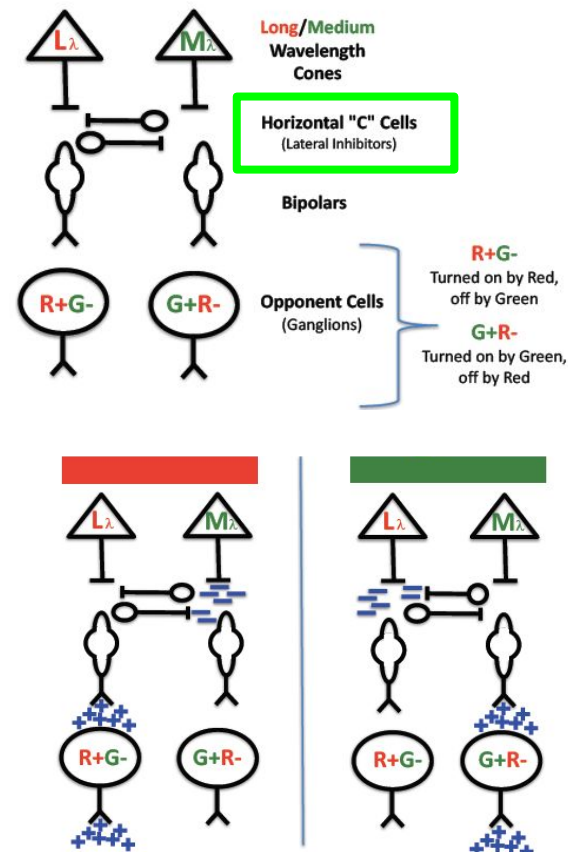 Lλ
Mλ
Long/Medium
Wavelength
Cones
Horizontal "C" Cells
(Lateral Inhibitors)
Bipolars
R+G-
G+R-
Opponent Cells
(Ganglions)
R+G-
Turned on by Red,
off by Green
G+R-
Turned on by Green,
off by Red
Lλ
Mλ
R+G-
G+R-
Lλ
Mλ
R+G-
G+R-